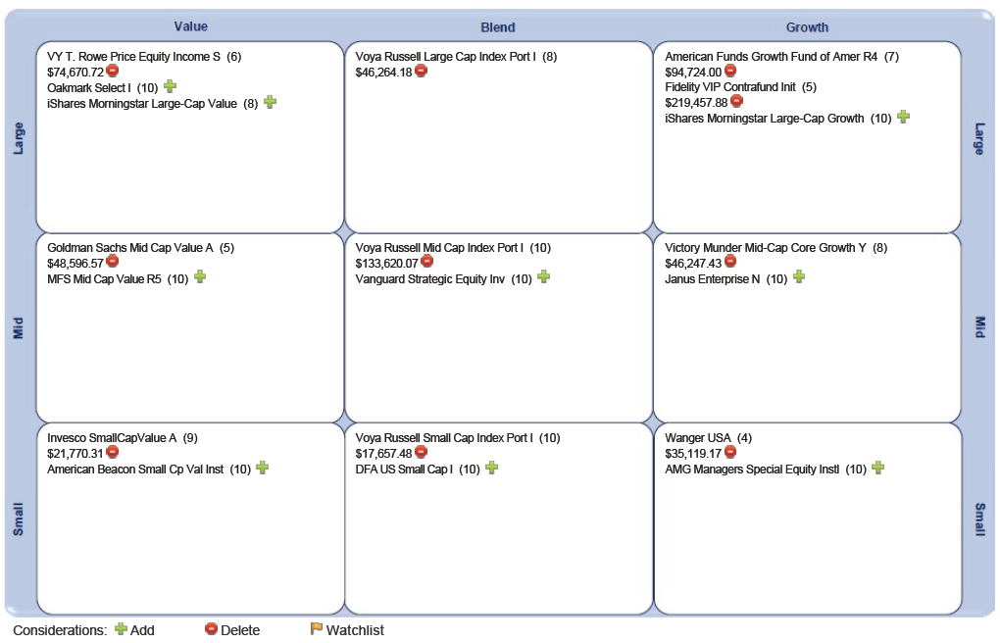 Value Blend Growth
Large
VY T. Rowe Price Equity Income S (6)
$74,670.72
Oakmark Select I (10)
iShares Morningstar Large-Cap Value (8)
Voya Russell Large Cap Index Port I (8)
$46,264.18
American Funds Growth Fund of Amer R4 (7)
$94,724.00
Fidelity VIP Contrafund Init (5)
$219,457.88
iShares Morningstar Large-Cap Growth (10)
Large
Mid
Goldman Sachs Mid Cap Value A (5)
$48,596.57
MFS Mid Cap Value R5 (10)
Voya Russell Mid Cap Index Port I (10)
$133,620.07
Vanguard Strategic Equity Inv (10)
Victory Munder Mid-Cap Core Growth Y (8)
$46,247.43
Janus Enterprise N (10)
Mid
Small
Invesco SmallCapValue A (9)
$21,770.31
American Beacon Small Cp Val Inst (10)
Voya Russell Small Cap Index Port I (10)
$17,657.48
DFA US Small Cap I (10)
Wanger USA (4)
$35,119.17
AMG Managers Special Equity Instl (10)
Small
Considerations: Add Delete Watchlist